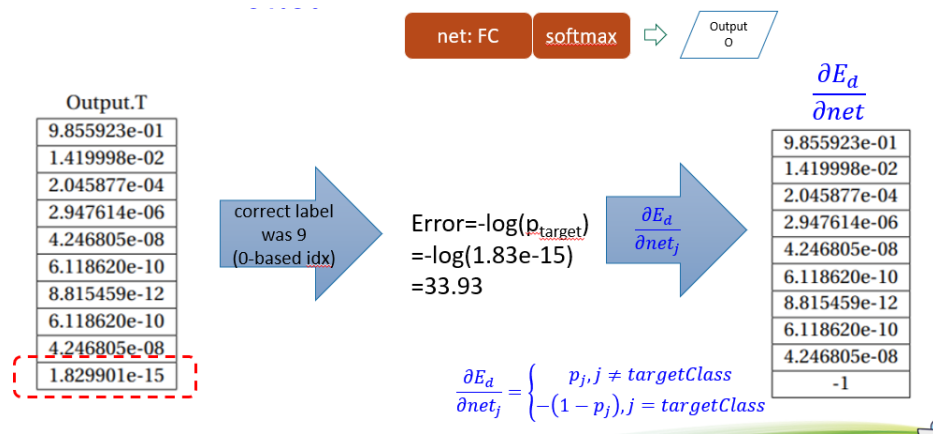 net: FC
softmax
Output
O
Output.T
9.855923e-01
1.419998e-02
2.045877e-04
2.947614e-06
4.246805e-08
6.118620e-10
8.815459e-12
6.118620e-10
4.246805e-08
1.829901e-15
correct label
was 9
(0-based idx)
Error=-log(p_target)
=-log(1.83e-15)
=33.93
∂E_d/∂net_j
∂E_d/∂net
9.855923e-01
1.419998e-02
2.045877e-04
2.947614e-06
4.246805e-08
6.118620e-10
8.815459e-12
6.118620e-10
4.246805e-08
-1
∂E_d/∂net_j = { p_j, j ≠ targetClass
-(1 - p_j), j = targetClass